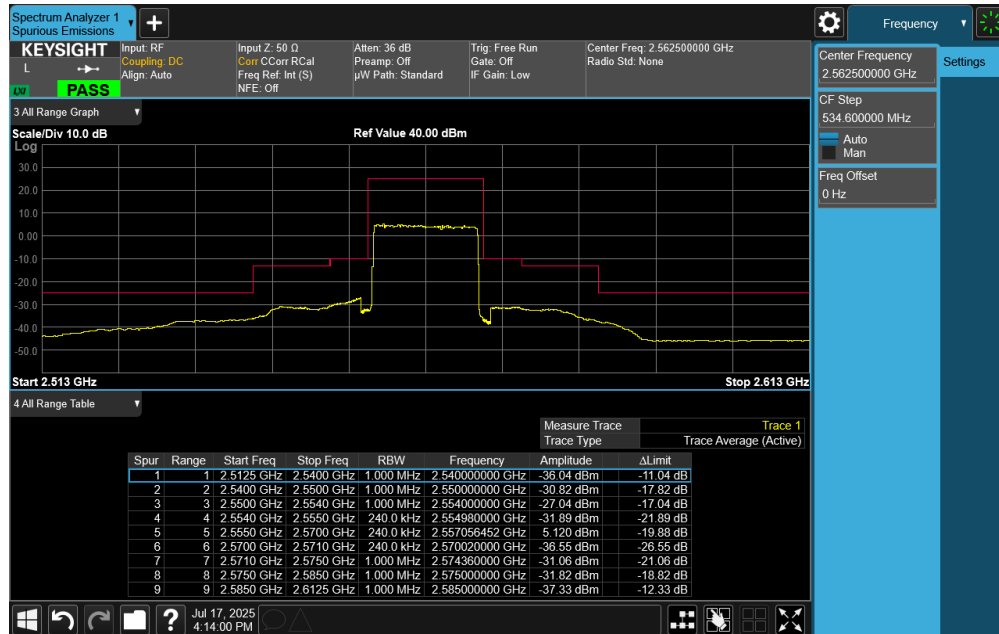 Spectrum Analyzer 1
Spurious Emissions
Frequency
KEYSIGHT
L
LXI
PASS
Input: RF
Coupling: DC
Align: Auto
Input Z: 50 Ω
Corr CCorr RCal
Freq Ref: Int (S)
NFE: Off
Atten: 36 dB
Preamp: Off
µW Path: Standard
Trig: Free Run
Gate: Off
IF Gain: Low
Center Freq: 2.562500000 GHz
Radio Std: None
Center Frequency
2.562500000 GHz
Settings
CF Step
534.600000 MHz
Auto
Man
Freq Offset
0 Hz
3 All Range Graph
Scale/Div 10.0 dB
Ref Value 40.00 dBm
Log
30.0
20.0
10.0
0.00
-10.0
-20.0
-30.0
-40.0
-50.0
Start 2.513 GHz
Stop 2.613 GHz
4 All Range Table
Measure Trace Trace 1
Trace Type Trace Average (Active)
Spur Range Start Freq Stop Freq RBW Frequency Amplitude ΔLimit
1 1 2.5125 GHz 2.5400 GHz 1.000 MHz 2.540000000 GHz -36.04 dBm -11.04 dB
2 2 2.5400 GHz 2.5500 GHz 1.000 MHz 2.550000000 GHz -30.82 dBm -17.82 dB
3 3 2.5500 GHz 2.5540 GHz 1.000 MHz 2.554000000 GHz -27.04 dBm -17.04 dB
4 4 2.5540 GHz 2.5550 GHz 240.0 kHz 2.554980000 GHz -31.89 dBm -21.89 dB
5 5 2.5550 GHz 2.5700 GHz 240.0 kHz 2.557056452 GHz 5.120 dBm -19.88 dB
6 6 2.5700 GHz 2.5710 GHz 240.0 kHz 2.570020000 GHz -36.55 dBm -26.55 dB
7 7 2.5710 GHz 2.5750 GHz 1.000 MHz 2.574360000 GHz -31.06 dBm -21.06 dB
8 8 2.5750 GHz 2.5850 GHz 1.000 MHz 2.575000000 GHz -31.82 dBm -18.82 dB
9 9 2.5850 GHz 2.6125 GHz 1.000 MHz 2.585000000 GHz -37.33 dBm -12.33 dB
Jul 17, 2025
4:14:00 PM